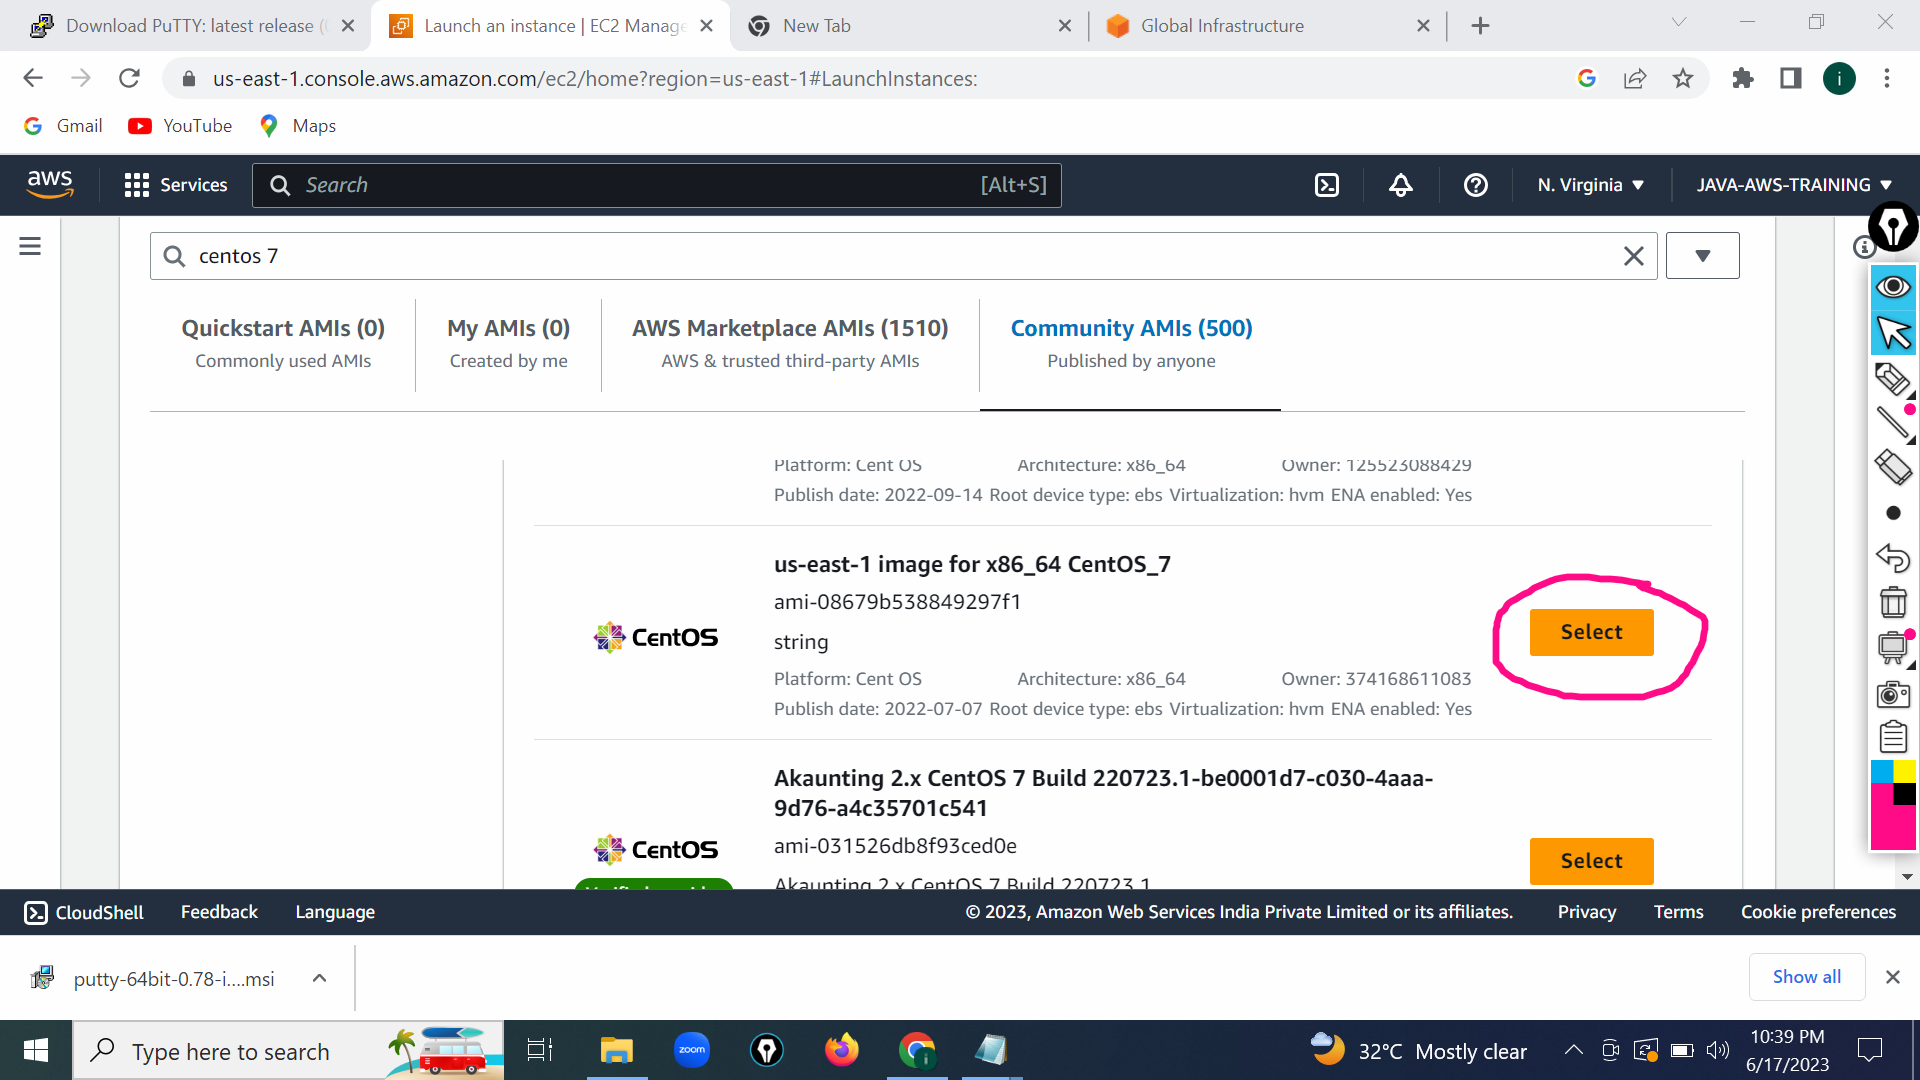 Download PuTTY: latest release (
Launch an instance | EC2 Manage
New Tab
Global Infrastructure
us-east-1.console.aws.amazon.com/ec2/home?region=us-east-1#LaunchInstances:
i
Gmail
YouTube
Maps
aws
Services
Search
[Alt+S]
N. Virginia
JAVA-AWS-TRAINING
centos 7
Quickstart AMIs (0)
Commonly used AMIs
My AMIs (0)
Created by me
AWS Marketplace AMIs (1510)
AWS & trusted third-party AMIs
Community AMIs (500)
Published by anyone
Platform: Cent OS Architecture: x86_64 Owner: 125523088429
Publish date: 2022-09-14 Root device type: ebs Virtualization: hvm ENA enabled: Yes
us-east-1 image for x86_64 CentOS_7
ami-08679b538849297f1
CentOS
string
Select
Platform: Cent OS Architecture: x86_64 Owner: 374168611083
Publish date: 2022-07-07 Root device type: ebs Virtualization: hvm ENA enabled: Yes
Akaunting 2.x CentOS 7 Build 220723.1-be0001d7-c030-4aaa-
9d76-a4c35701c541
CentOS
ami-031526db8f93ced0e
Select
Akaunting 2.x CentOS 7 Build 220723.1
CloudShell
Feedback
Language
© 2023, Amazon Web Services India Private Limited or its affiliates.
Privacy
Terms
Cookie preferences
putty-64bit-0.78-i....msi
Show all
Type here to search
zoom
32°C Mostly clear
10:39 PM
6/17/2023